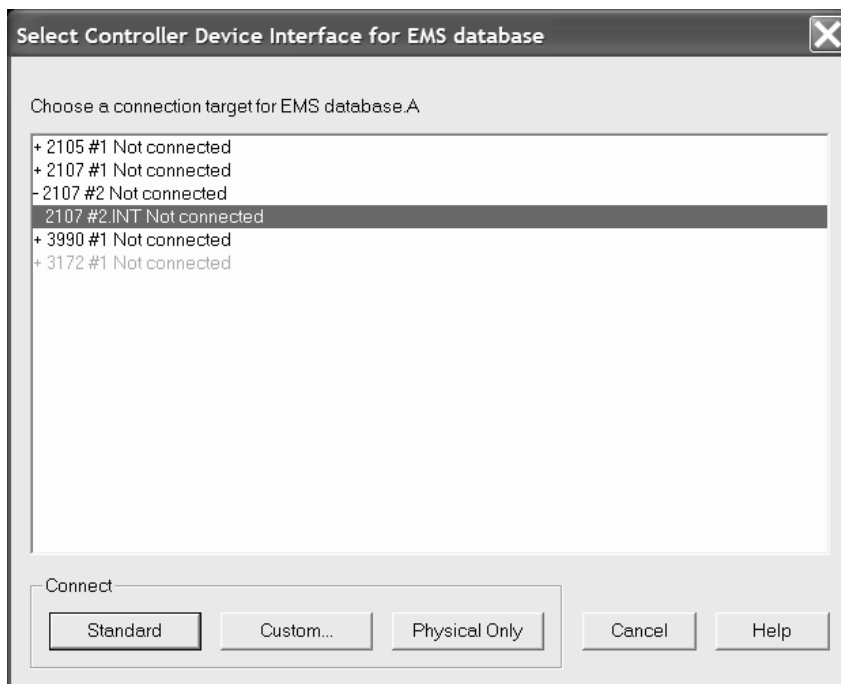 Select Controller Device Interface for EMS database
Choose a connection target for EMS database.A
+ 2105 #1 Not connected
+ 2107 #1 Not connected
- 2107 #2 Not connected
2107 #2.INT Not connected
+ 3990 #1 Not connected
+ 3172 #1 Not connected
Connect
Standard Custom... Physical Only Cancel Help